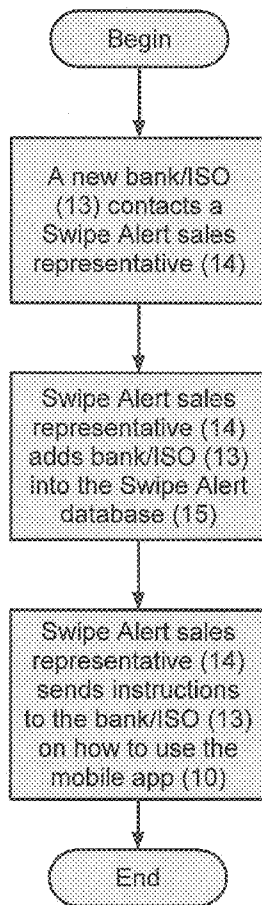 Begin
A new bank/ISO
(13) contacts a
Swipe Alert sales
representative (14)
Swipe Alert sales
representative (14)
adds bank/ISO (13)
into the Swipe Alert
database (15)
Swipe Alert sales
representative (14)
sends instructions
to the bank/ISO (13)
on how to use the
mobile app (10)
End